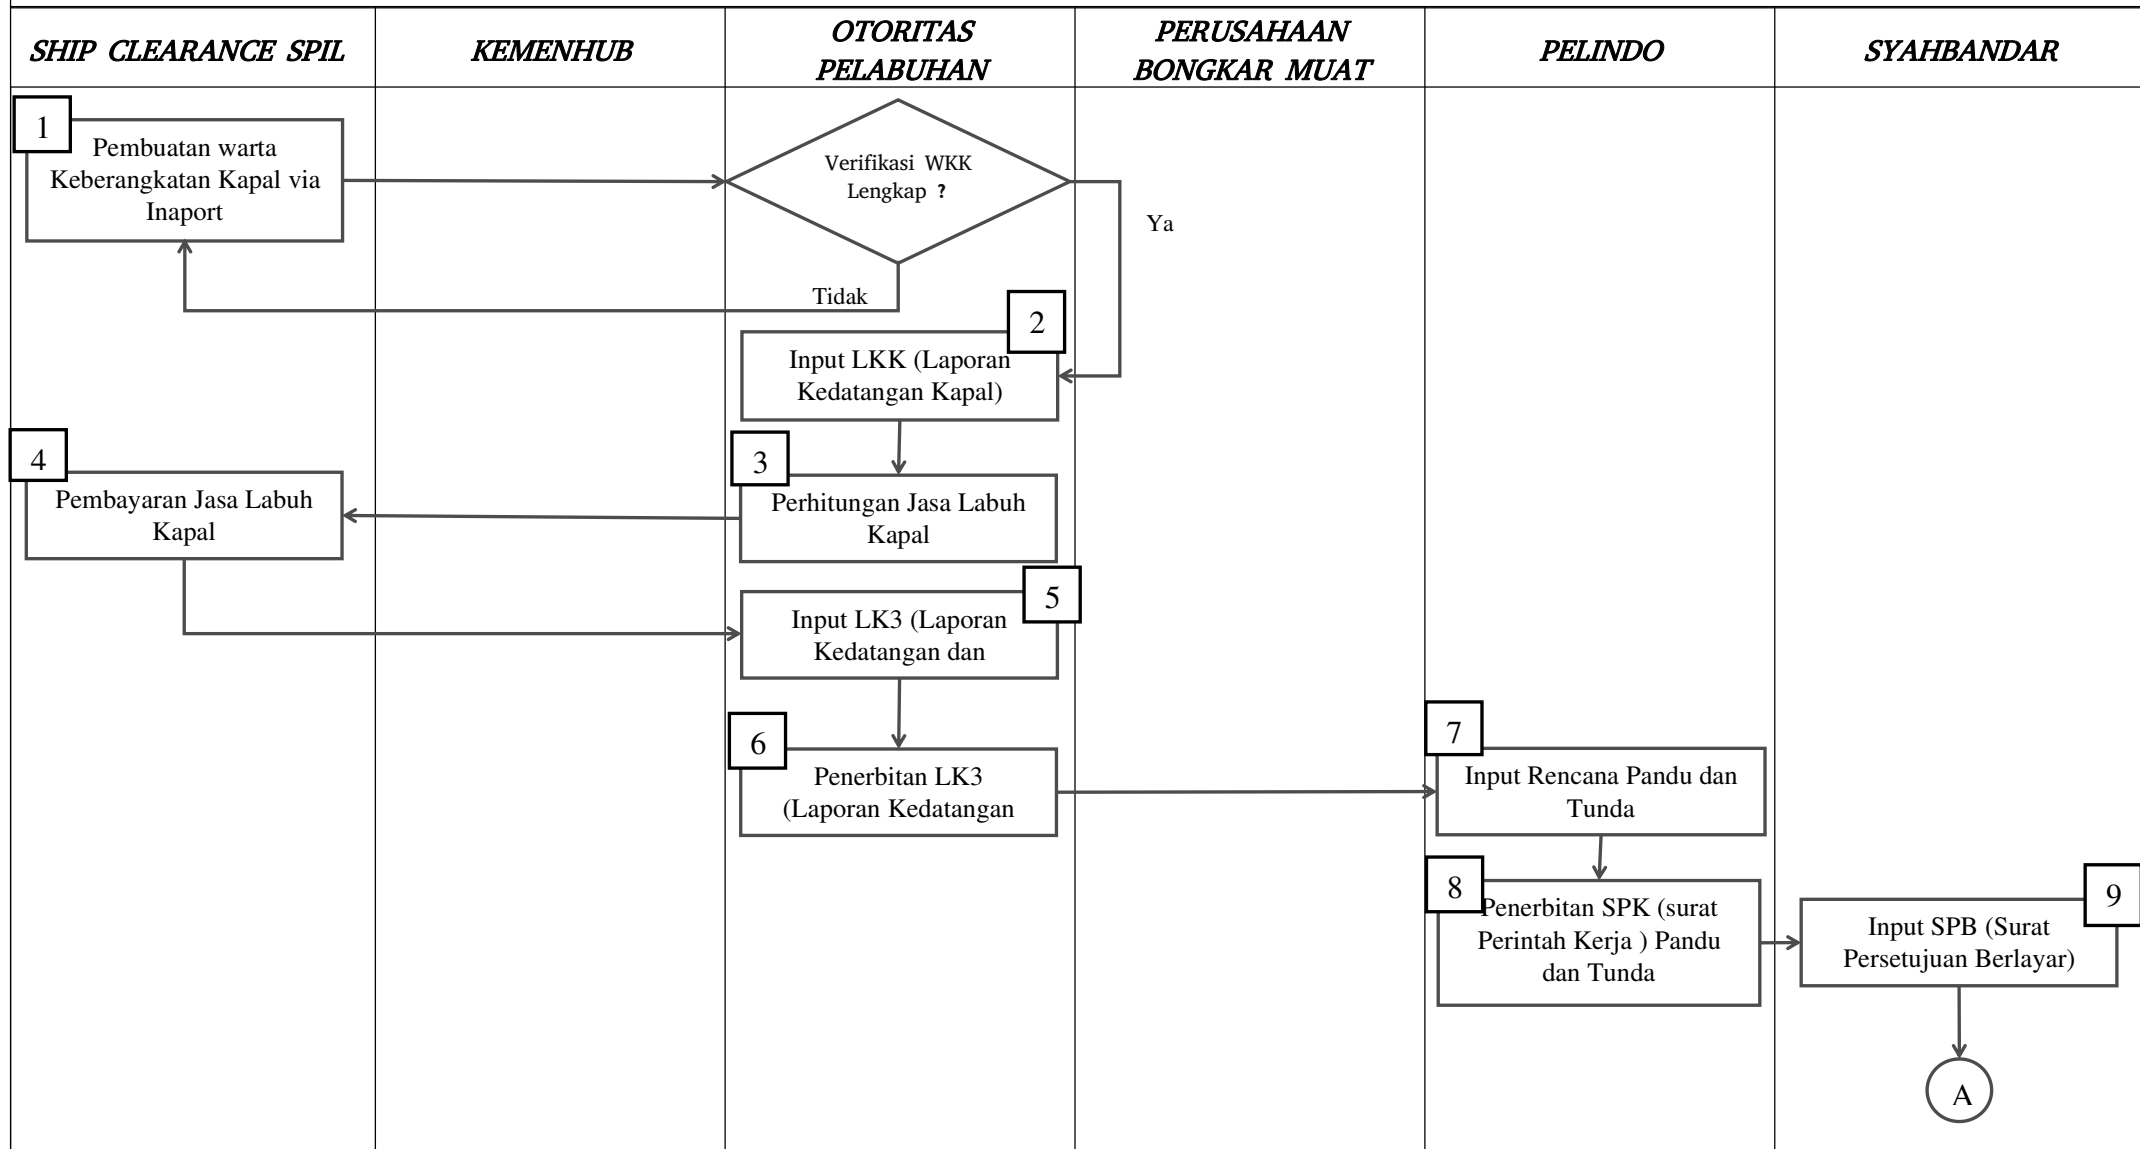 SHIP CLEARANCE SPIL
KEMENHUB
OTORITAS
PELABUHAN
PERUSAHAAN
BONGKAR MUAT
PELINDO
SYAHBANDAR
1
Pembuatan warta
Keberangkatan Kapal via
Inaport
Verifikasi WKK
Lengkap ?
Ya
Tidak
2
Input LKK (Laporan
Kedatangan Kapal)
3
Perhitungan Jasa Labuh
Kapal
4
Pembayaran Jasa Labuh
Kapal
5
Input LK3 (Laporan
Kedatangan dan
6
Penerbitan LK3
(Laporan Kedatangan
7
Input Rencana Pandu dan
Tunda
8
Penerbitan SPK (surat
Perintah Kerja ) Pandu
dan Tunda
9
Input SPB (Surat
Persetujuan Berlayar)
A